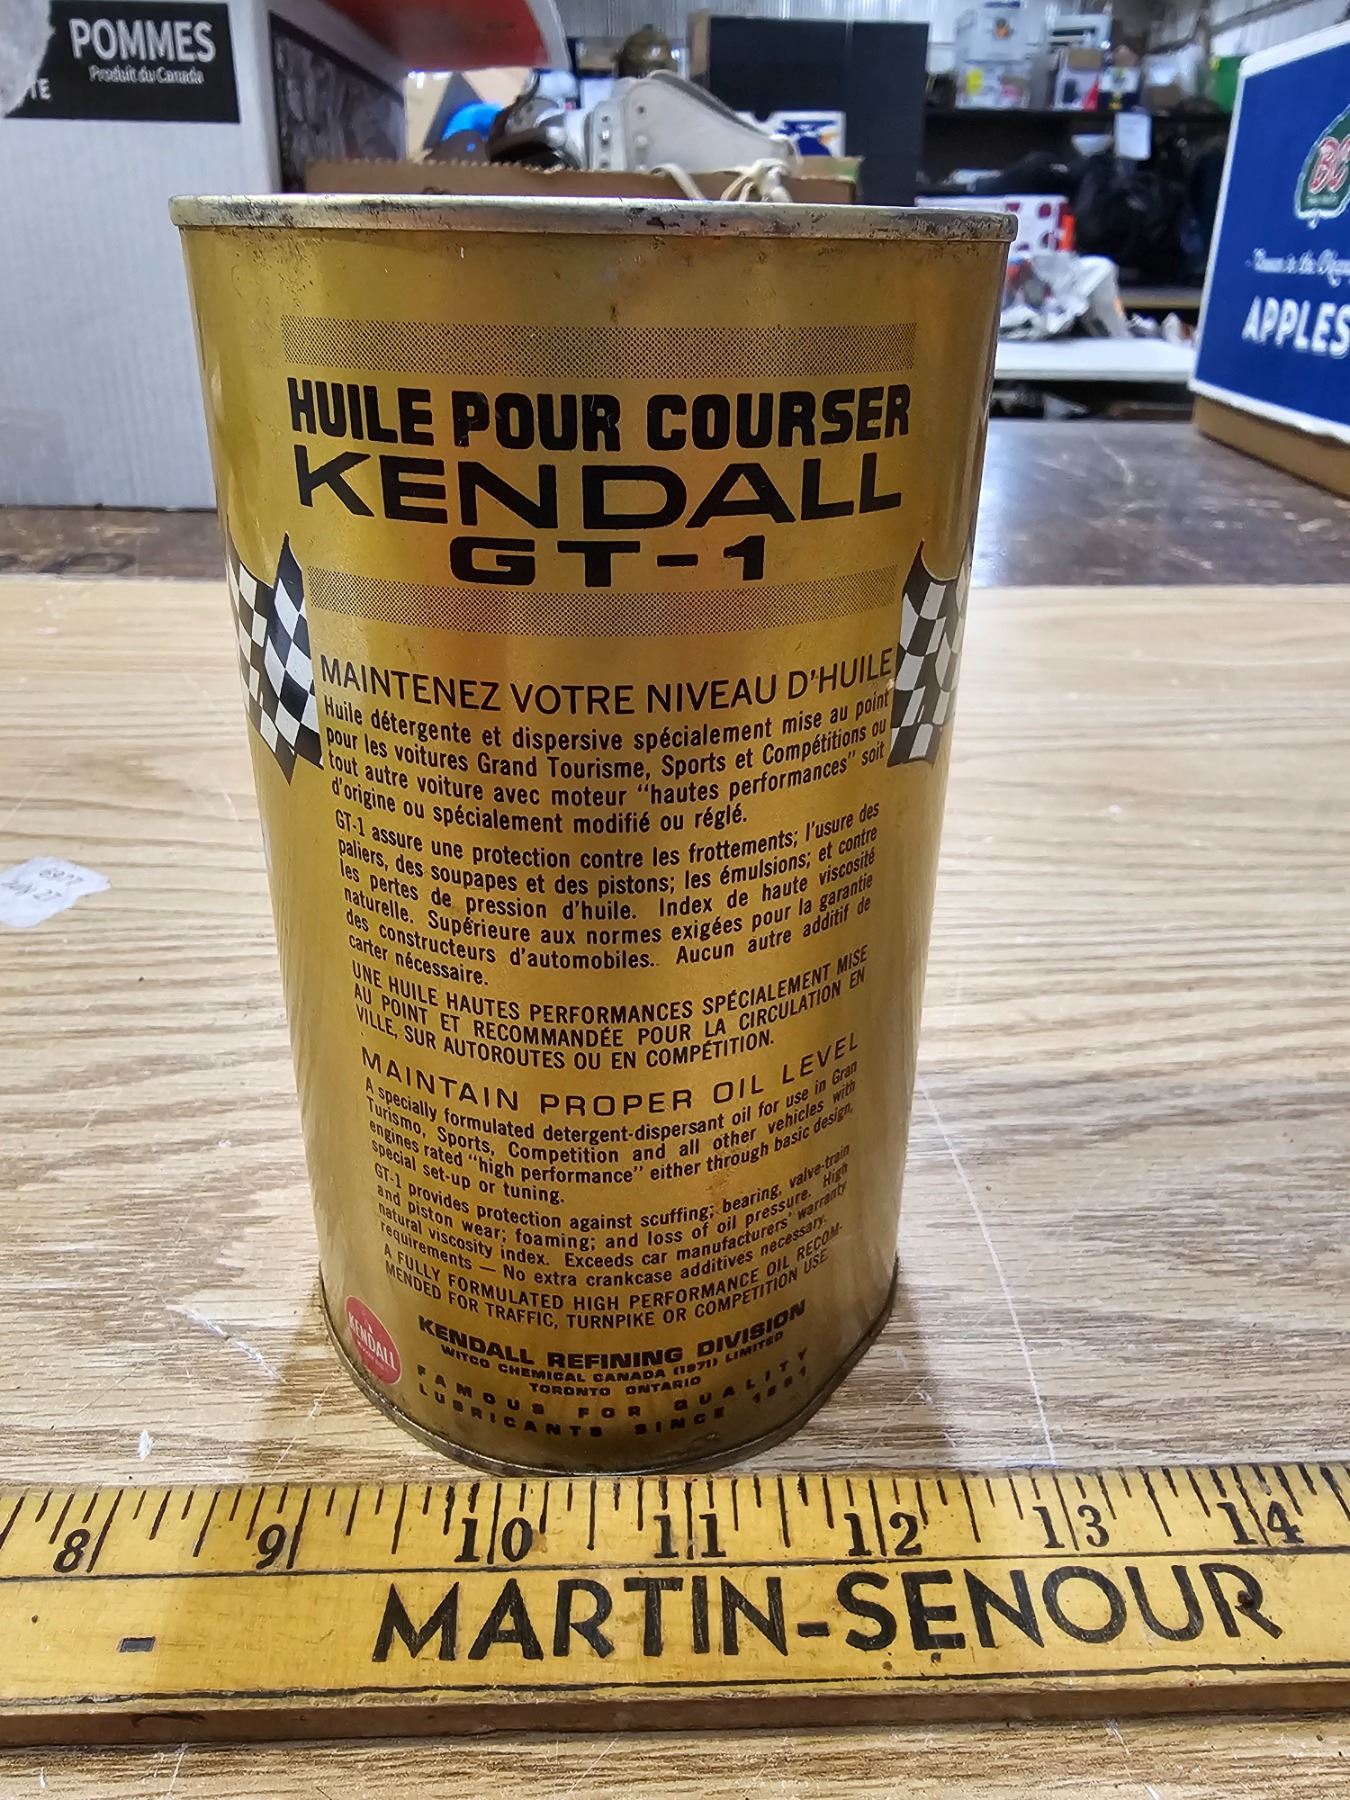 POMMES
Produit du Canada
BC
APPLES
HUILE POUR COURSER
KENDALL
GT-1
MAINTENEZ VOTRE NIVEAU D'HUILE
Huile détergente et dispersive spécialement mise au point
pour les voitures Grand Tourisme, Sports et Compétitions ou
tout autre voiture avec moteur "hautes performances" soit
d'origine ou spécialement modifié ou réglé.
GT-1 assure une protection contre les frottements; l'usure des
paliers, des soupapes et des pistons; les émulsions; et contre
les pertes de pression d'huile. Index de haute viscosité
naturelle. Supérieure aux normes exigées pour la garantie
des constructeurs d'automobiles. Aucun autre additif de
carter nécessaire.
UNE HUILE HAUTES PERFORMANCES SPÉCIALEMENT MISE
AU POINT ET RECOMMANDÉE POUR LA CIRCULATION EN
VILLE, SUR AUTOROUTES OU EN COMPÉTITION.
MAINTAIN PROPER OIL LEVEL
A specially formulated detergent-dispersant oil for use in Gran
Turismo, Sports, Competition and all other vehicles with
engines rated "high performance" either through basic design,
special set-up or tuning.
GT-1 provides protection against scuffing; bearing, valve-train
and piston wear; foaming; and loss of oil pressure. High
natural viscosity index. Exceeds car manufacturers' warranty
requirements — No extra crankcase additives necessary.
A FULLY FORMULATED HIGH PERFORMANCE OIL RECOM-
MENDED FOR TRAFFIC, TURNPIKE OR COMPETITION USE.
KENDALL
KENDALL REFINING DIVISION
WITCO CHEMICAL CANADA (1971) LIMITED
TORONTO ONTARIO
FAMOUS FOR QUALITY
LUBRICANTS SINCE 1881
8 9 10 11 12 13 14
MARTIN-SENOUR